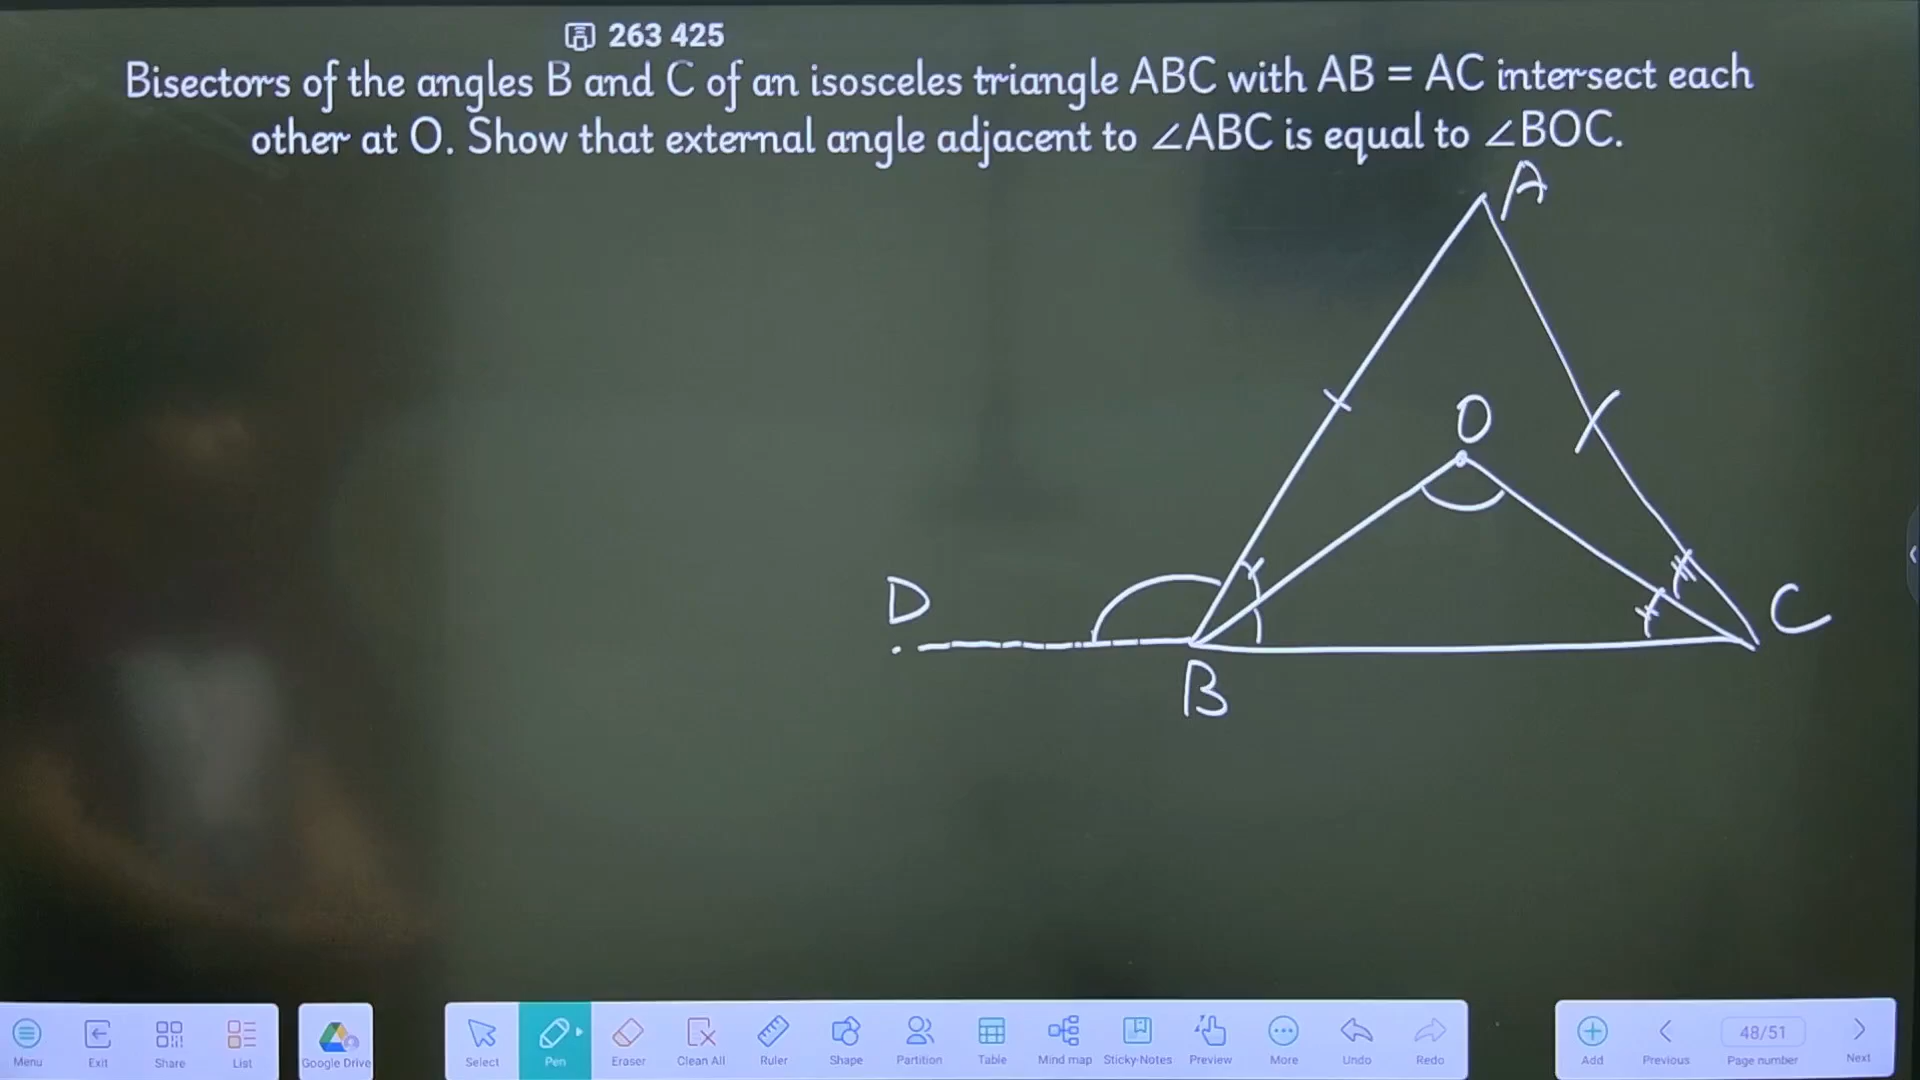 263 425
Bisectors of the angles B and C of an isosceles triangle ABC with AB = AC intersect each
other at O. Show that external angle adjacent to ∠ABC is equal to ∠BOC.
A
O
D
C
B
Menu Exit Share List Google Drive Select Pen Eraser Clean All Ruler Shape Partition Table Mind map Sticky Notes Preview More Undo Redo Add Previous 48/51 Page number Next